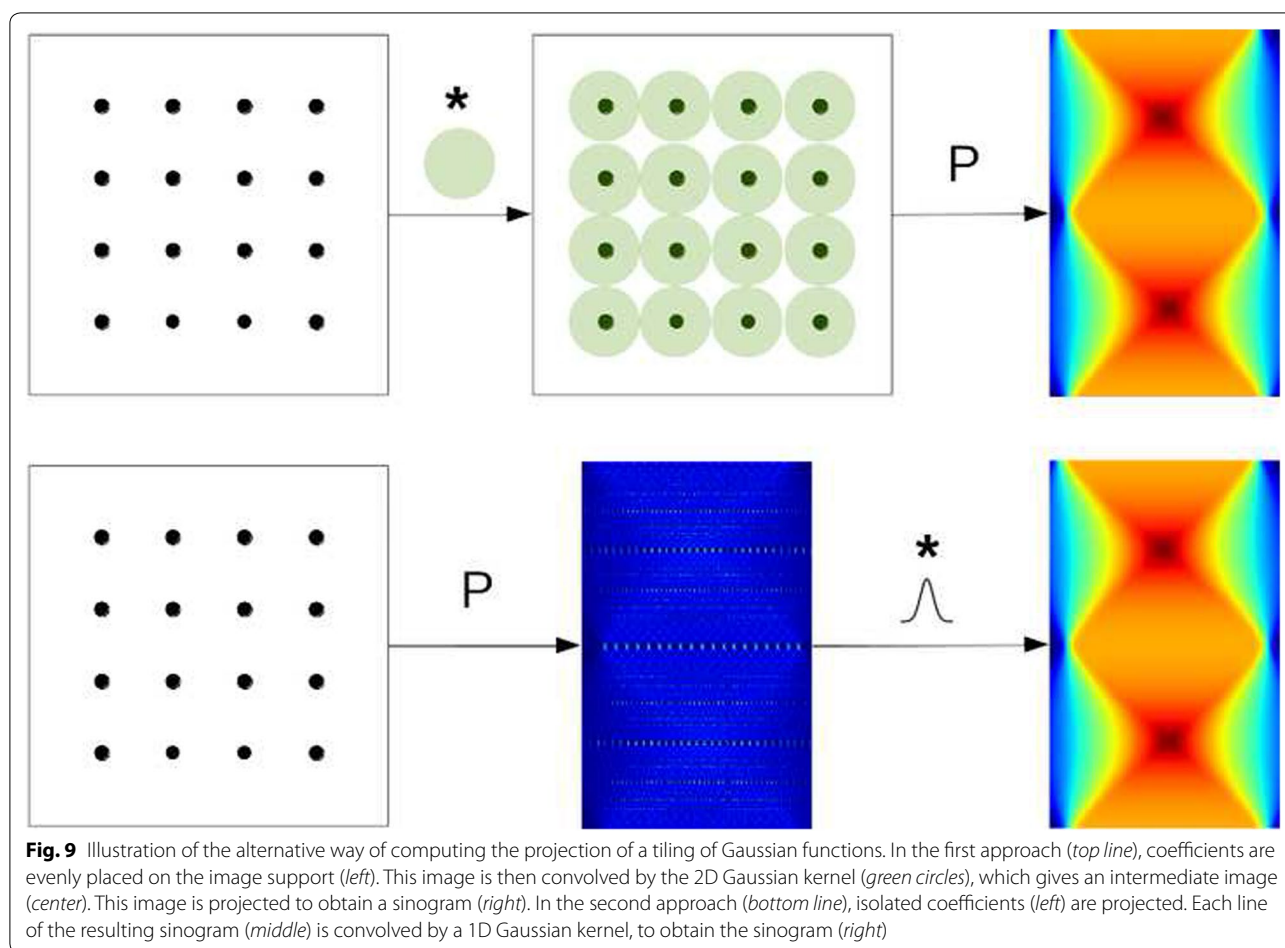 *
P
P
*
Fig. 9 Illustration of the alternative way of computing the projection of a tiling of Gaussian functions. In the first approach (top line), coefficients are
evenly placed on the image support (left). This image is then convolved by the 2D Gaussian kernel (green circles), which gives an intermediate image
(center). This image is projected to obtain a sinogram (right). In the second approach (bottom line), isolated coefficients (left) are projected. Each line
of the resulting sinogram (middle) is convolved by a 1D Gaussian kernel, to obtain the sinogram (right)